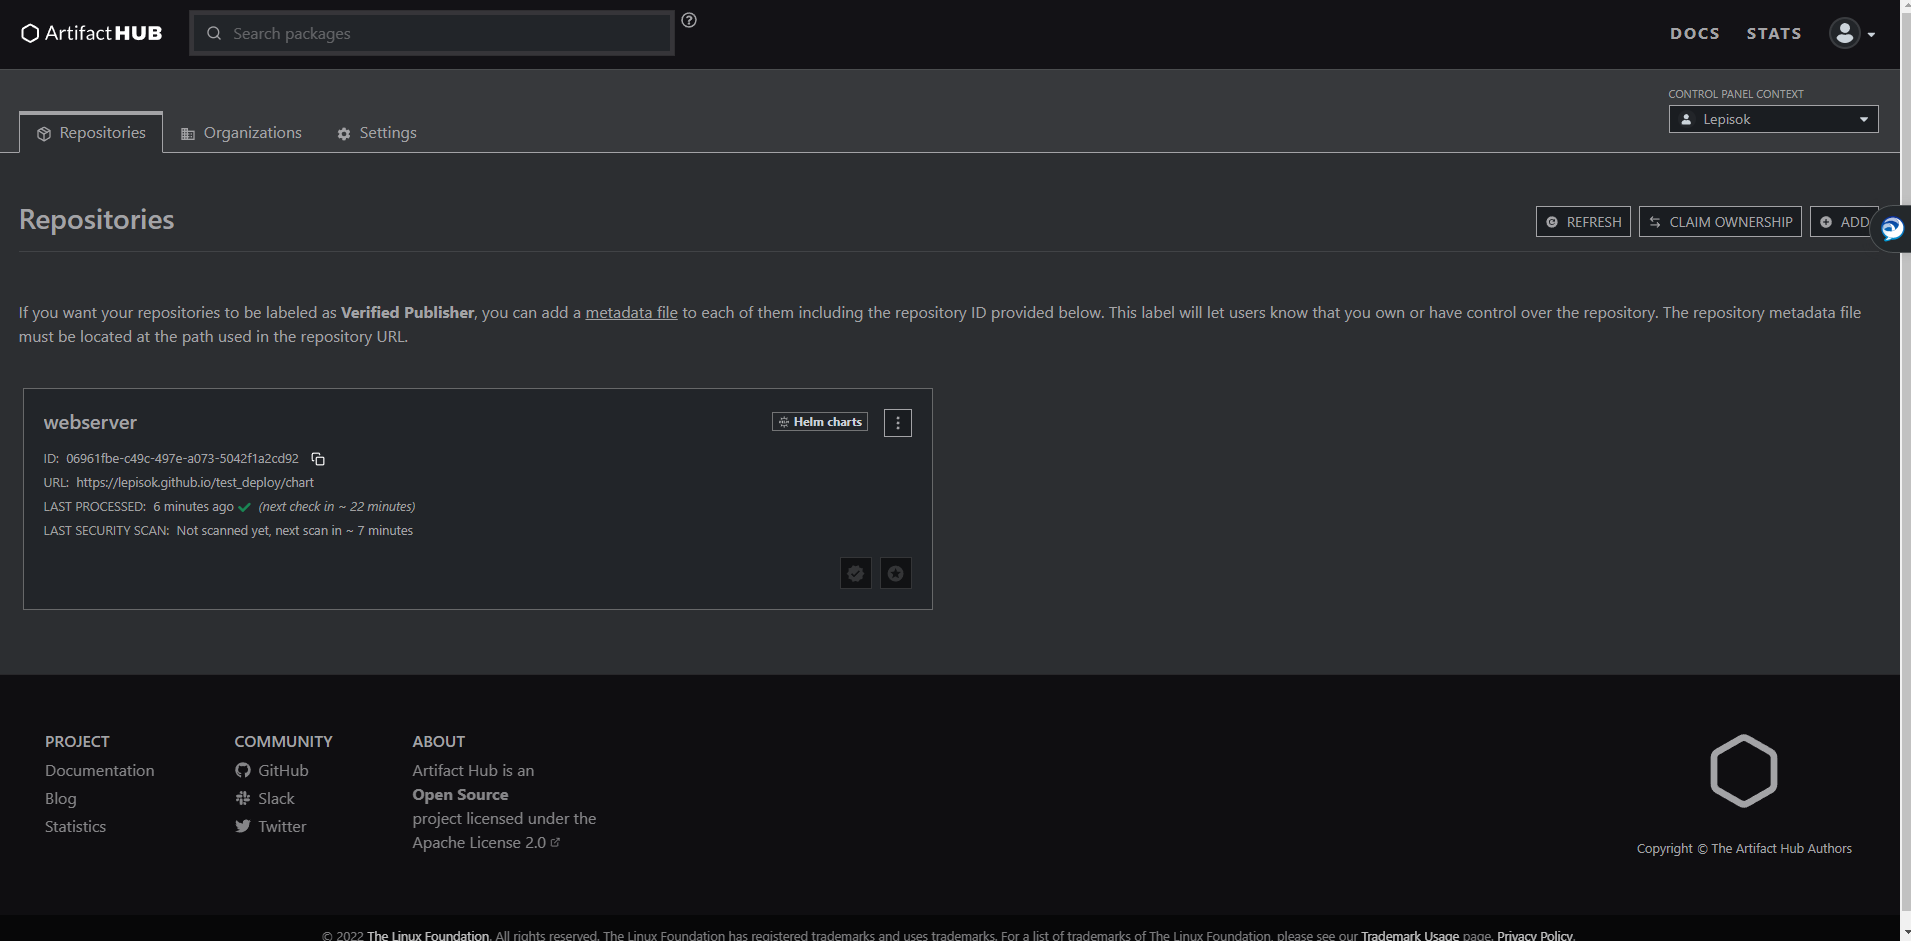 ArtifactHUB
Search packages
DOCS
STATS
CONTROL PANEL CONTEXT
Lepisok
Repositories
Organizations
Settings
Repositories
REFRESH
CLAIM OWNERSHIP
ADD
If you want your repositories to be labeled as Verified Publisher, you can add a metadata file to each of them including the repository ID provided below. This label will let users know that you own or have control over the repository. The repository metadata file
must be located at the path used in the repository URL.
webserver
Helm charts
ID: 06961fbe-c49c-497e-a073-5042f1a2cd92
URL: https://lepisok.github.io/test_deploy/chart
LAST PROCESSED: 6 minutes ago (next check in ~ 22 minutes)
LAST SECURITY SCAN: Not scanned yet, next scan in ~ 7 minutes
PROJECT
Documentation
Blog
Statistics
COMMUNITY
GitHub
Slack
Twitter
ABOUT
Artifact Hub is an
Open Source
project licensed under the
Apache License 2.0
Copyright © The Artifact Hub Authors
© 2022 The Linux Foundation. All rights reserved. The Linux Foundation has registered trademarks and uses trademarks. For a list of trademarks of The Linux Foundation, please see our Trademark Usage page. Privacy Policy.